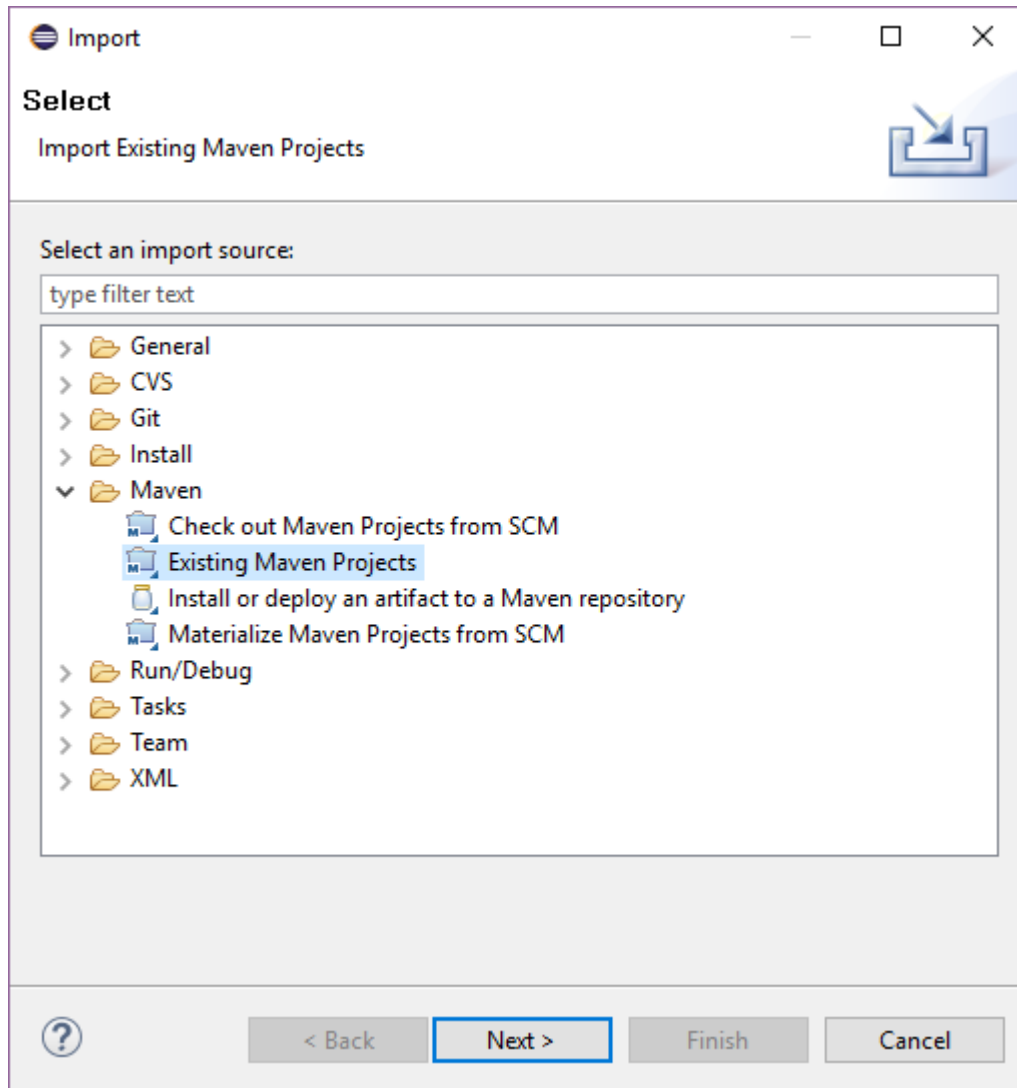 Import
Select
Import Existing Maven Projects
Select an import source:
type filter text
General
CVS
Git
Install
Maven
Check out Maven Projects from SCM
Existing Maven Projects
Install or deploy an artifact to a Maven repository
Materialize Maven Projects from SCM
Run/Debug
Tasks
Team
XML
? < Back Next > Finish Cancel